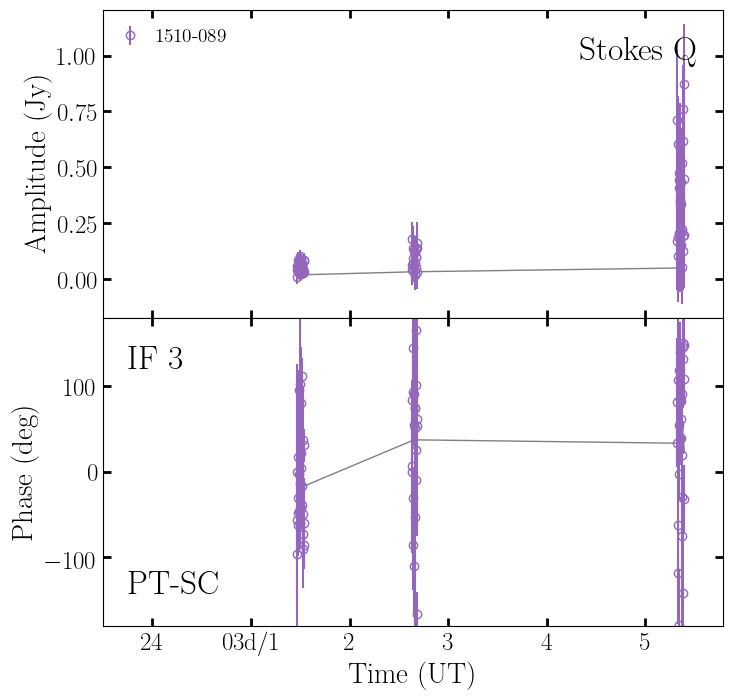 1510-089
Stokes Q
1.00
0.75
0.50
0.25
0.00
Amplitude (Jy)
IF 3
100
0
−100
Phase (deg)
PT-SC
24 03d/1 2 3 4 5
Time (UT)